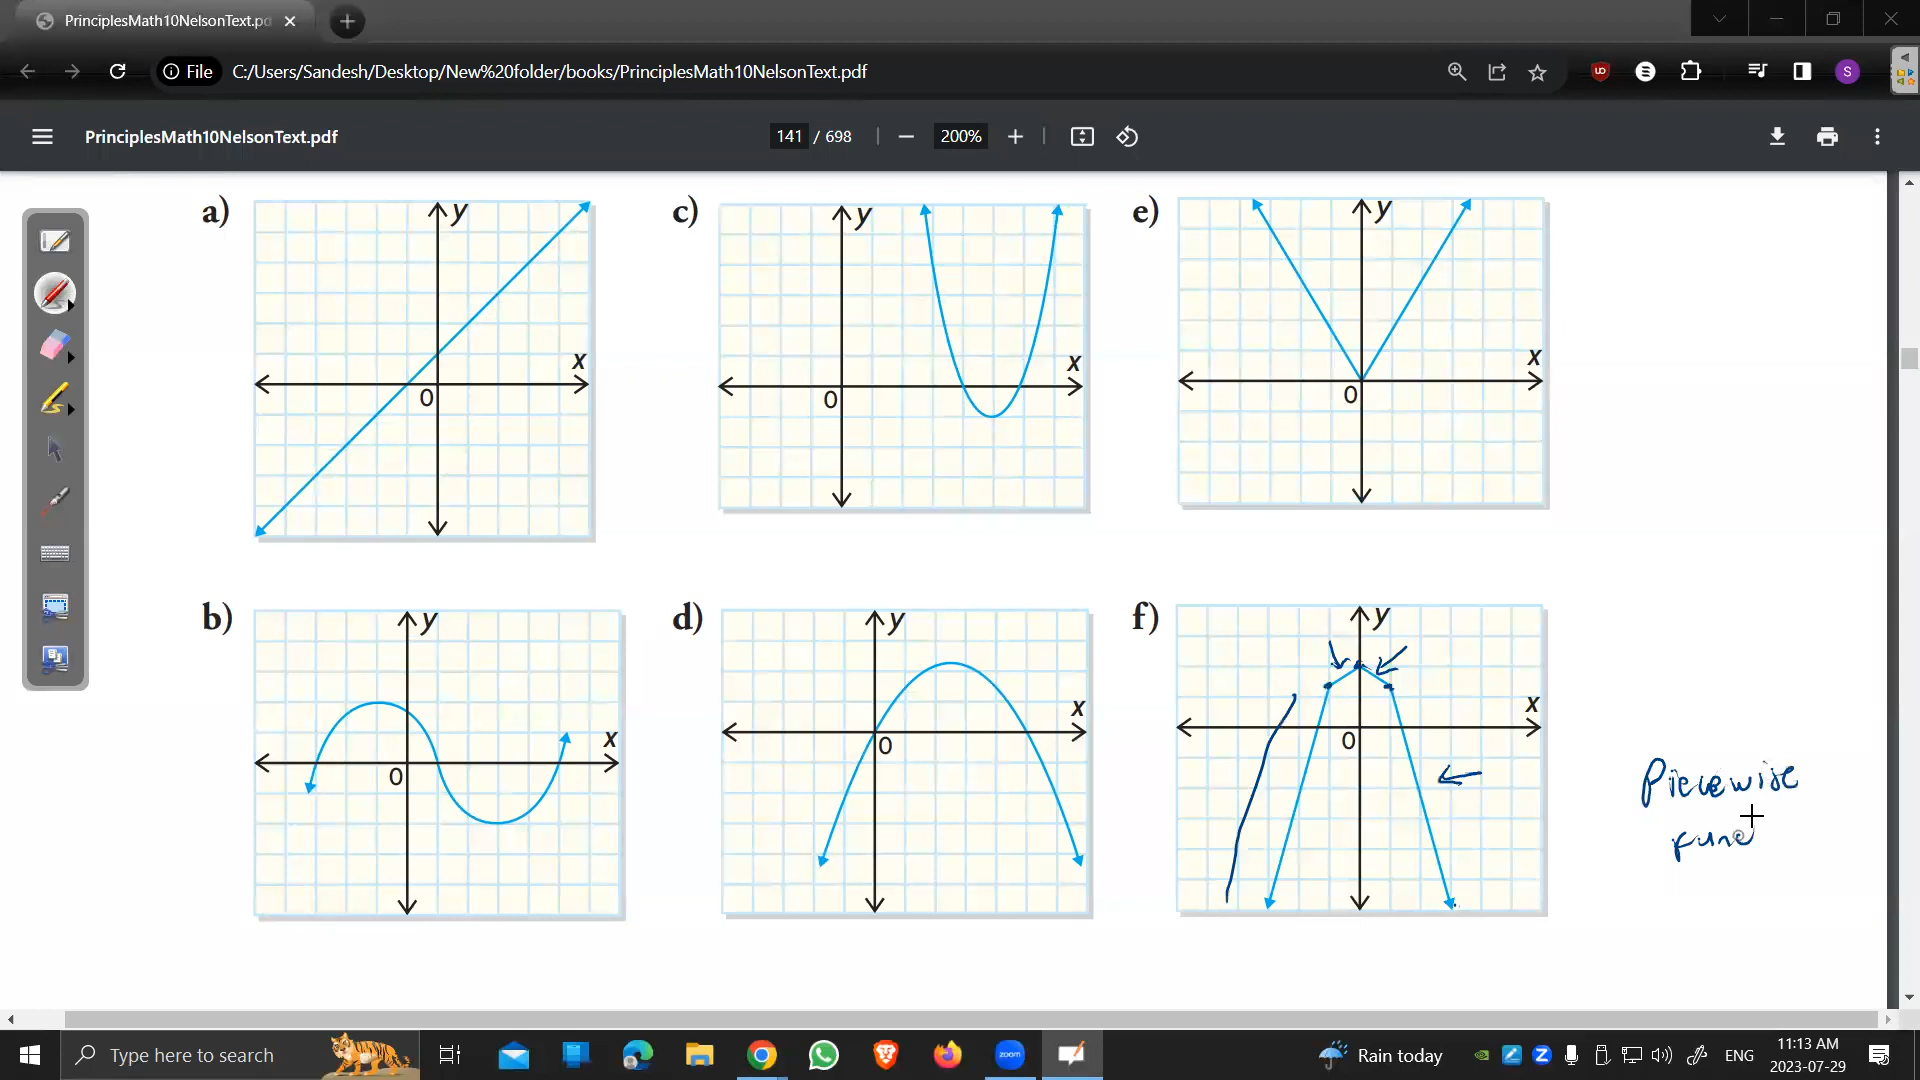 PrinciplesMath10NelsonText.pd
File
C:/Users/Sandesh/Desktop/New%20folder/books/PrinciplesMath10NelsonText.pdf
S
PrinciplesMath10NelsonText.pdf
141 / 698
200%
a)
y
x
0
c)
y
x
0
e)
y
x
0
b)
y
x
0
d)
y
x
0
f)
y
x
0
Piecewise
func
Type here to search
zoom
Rain today
ENG
11:13 AM
2023-07-29